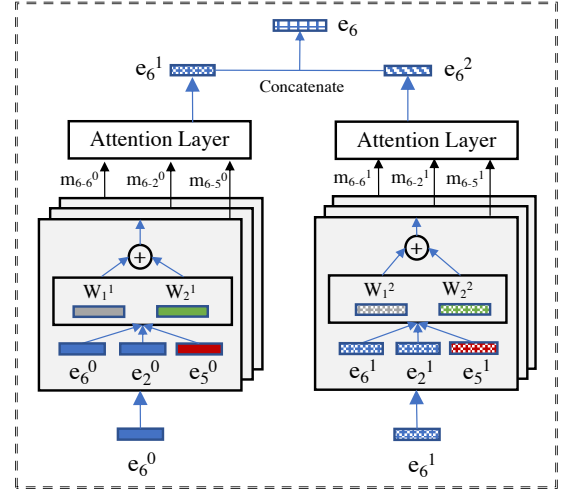 e₆
e₆¹ e₆²
Concatenate
Attention Layer Attention Layer
m₆₋₆⁰ m₆₋₂⁰ m₆₋₅⁰ m₆₋₆¹ m₆₋₂¹ m₆₋₅¹
+ +
W₁¹ W₂¹ W₁² W₂²
e₆⁰ e₂⁰ e₅⁰ e₆¹ e₂¹ e₅¹
e₆⁰ e₆¹